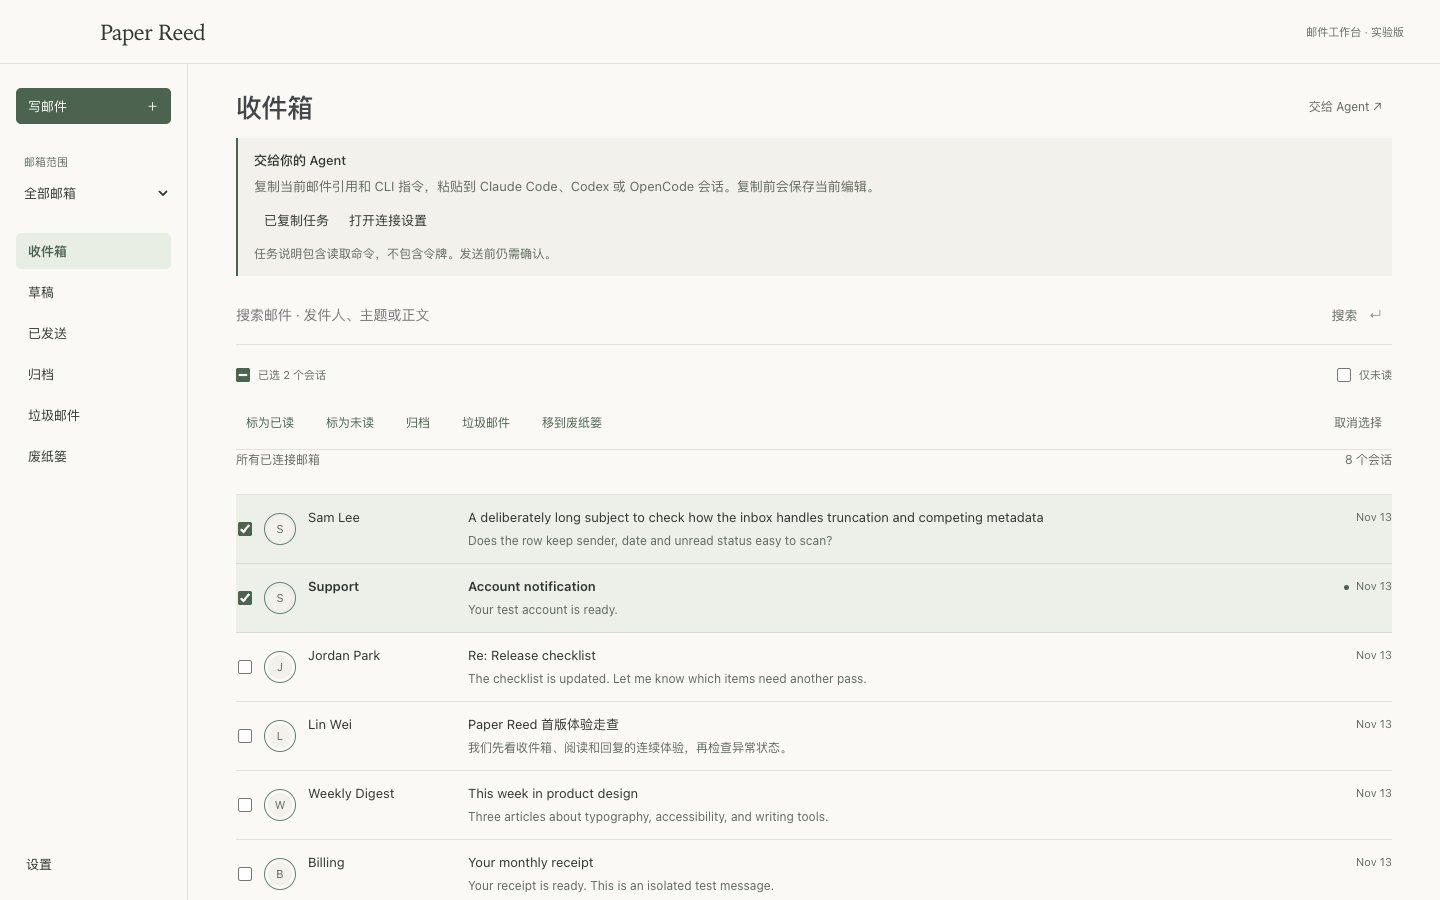 Paper Reed
邮件工作台 · 实验版
写邮件 +
邮箱范围
全部邮箱
收件箱
草稿
已发送
归档
垃圾邮件
废纸篓
设置
收件箱
交给 Agent ↗
交给你的 Agent
复制当前邮件引用和 CLI 指令，粘贴到 Claude Code、Codex 或 OpenCode 会话。复制前会保存当前编辑。
已复制任务 打开连接设置
任务说明包含读取命令，不包含令牌。发送前仍需确认。
搜索邮件 · 发件人、主题或正文
搜索 ↵
已选 2 个会话
仅未读
标为已读 标为未读 归档 垃圾邮件 移到废纸篓 取消选择
所有已连接邮箱
8 个会话
S Sam Lee A deliberately long subject to check how the inbox handles truncation and competing metadata Nov 13
Does the row keep sender, date and unread status easy to scan?
S Support Account notification Nov 13
Your test account is ready.
J Jordan Park Re: Release checklist Nov 13
The checklist is updated. Let me know which items need another pass.
L Lin Wei Paper Reed 首版体验走查 Nov 13
我们先看收件箱、阅读和回复的连续体验，再检查异常状态。
W Weekly Digest This week in product design Nov 13
Three articles about typography, accessibility, and writing tools.
B Billing Your monthly receipt Nov 13
Your receipt is ready. This is an isolated test message.